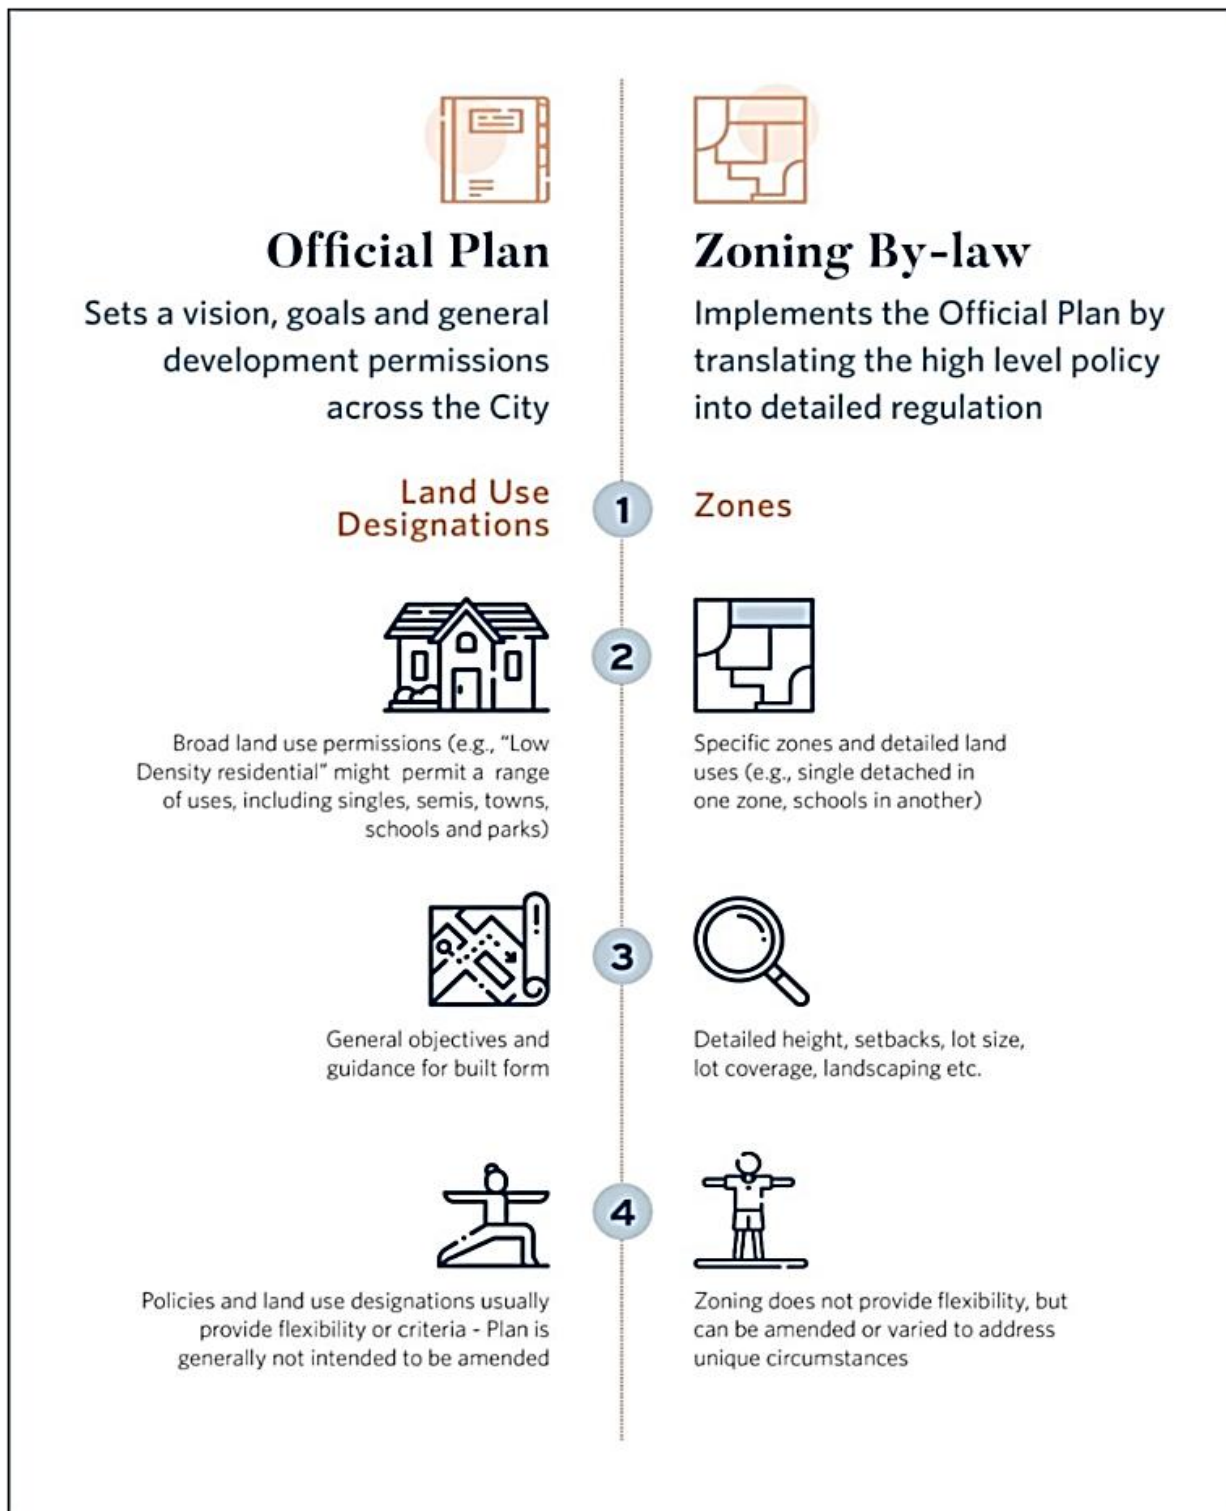 Official Plan
Sets a vision, goals and general
development permissions
across the City
Zoning By-law
Implements the Official Plan by
translating the high level policy
into detailed regulation
Land Use
Designations
1
Zones
2
Broad land use permissions (e.g., “Low
Density residential” might permit a range
of uses, including singles, semis, towns,
schools and parks)
Specific zones and detailed land
uses (e.g., single detached in
one zone, schools in another)
3
General objectives and
guidance for built form
Detailed height, setbacks, lot size,
lot coverage, landscaping etc.
4
Policies and land use designations usually
provide flexibility or criteria - Plan is
generally not intended to be amended
Zoning does not provide flexibility, but
can be amended or varied to address
unique circumstances